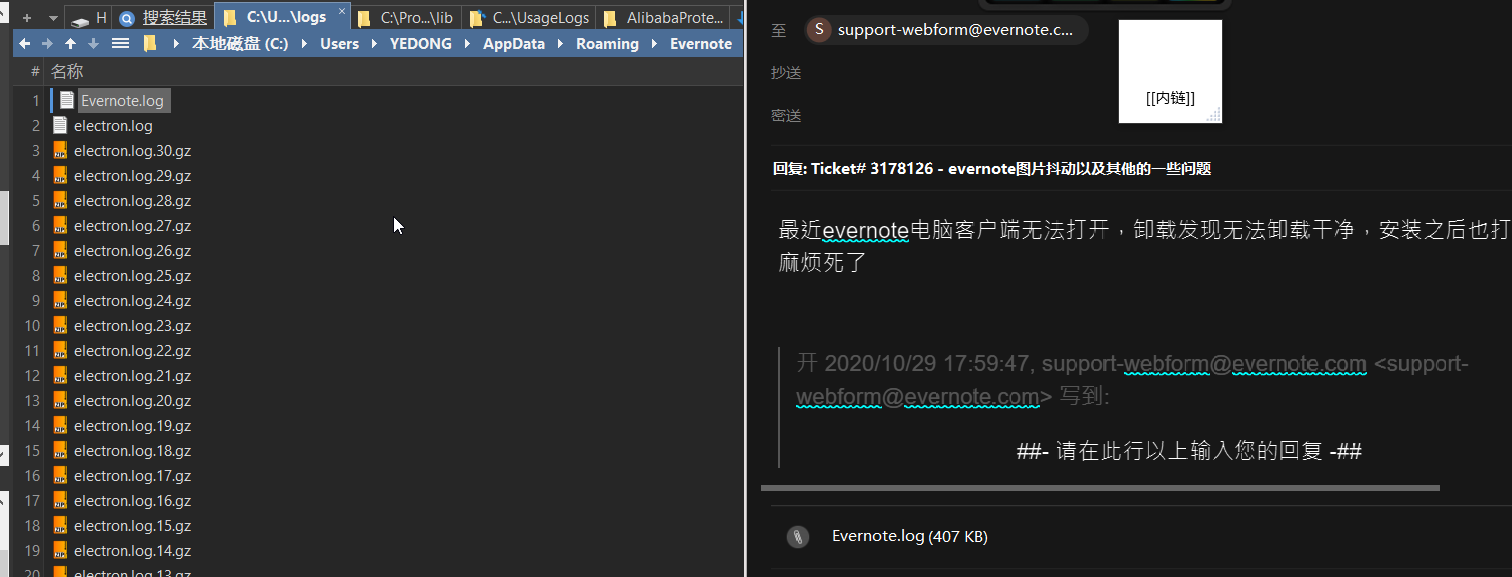 H
搜索结果
C:\U...\logs
C:\Pro...\lib
C...\UsageLogs
AlibabaProte...
本地磁盘 (C:)
Users
YEDONG
AppData
Roaming
Evernote
# 名称
1 Evernote.log
2 electron.log
3 electron.log.30.gz
4 electron.log.29.gz
5 electron.log.28.gz
6 electron.log.27.gz
7 electron.log.26.gz
8 electron.log.25.gz
9 electron.log.24.gz
10 electron.log.23.gz
11 electron.log.22.gz
12 electron.log.21.gz
13 electron.log.20.gz
14 electron.log.19.gz
15 electron.log.18.gz
16 electron.log.17.gz
17 electron.log.16.gz
18 electron.log.15.gz
19 electron.log.14.gz
20 electron.log.13.gz
至 S support-webform@evernote.c...
抄送
密送
[[内链]]
回复: Ticket# 3178126 - evernote图片抖动以及其他的一些问题
最近evernote电脑客户端无法打开，卸载发现无法卸载干净，安装之后也打
麻烦死了
开 2020/10/29 17:59:47, support-webform@evernote.com <support-
webform@evernote.com> 写到:
##- 请在此行以上输入您的回复 -##
Evernote.log (407 KB)